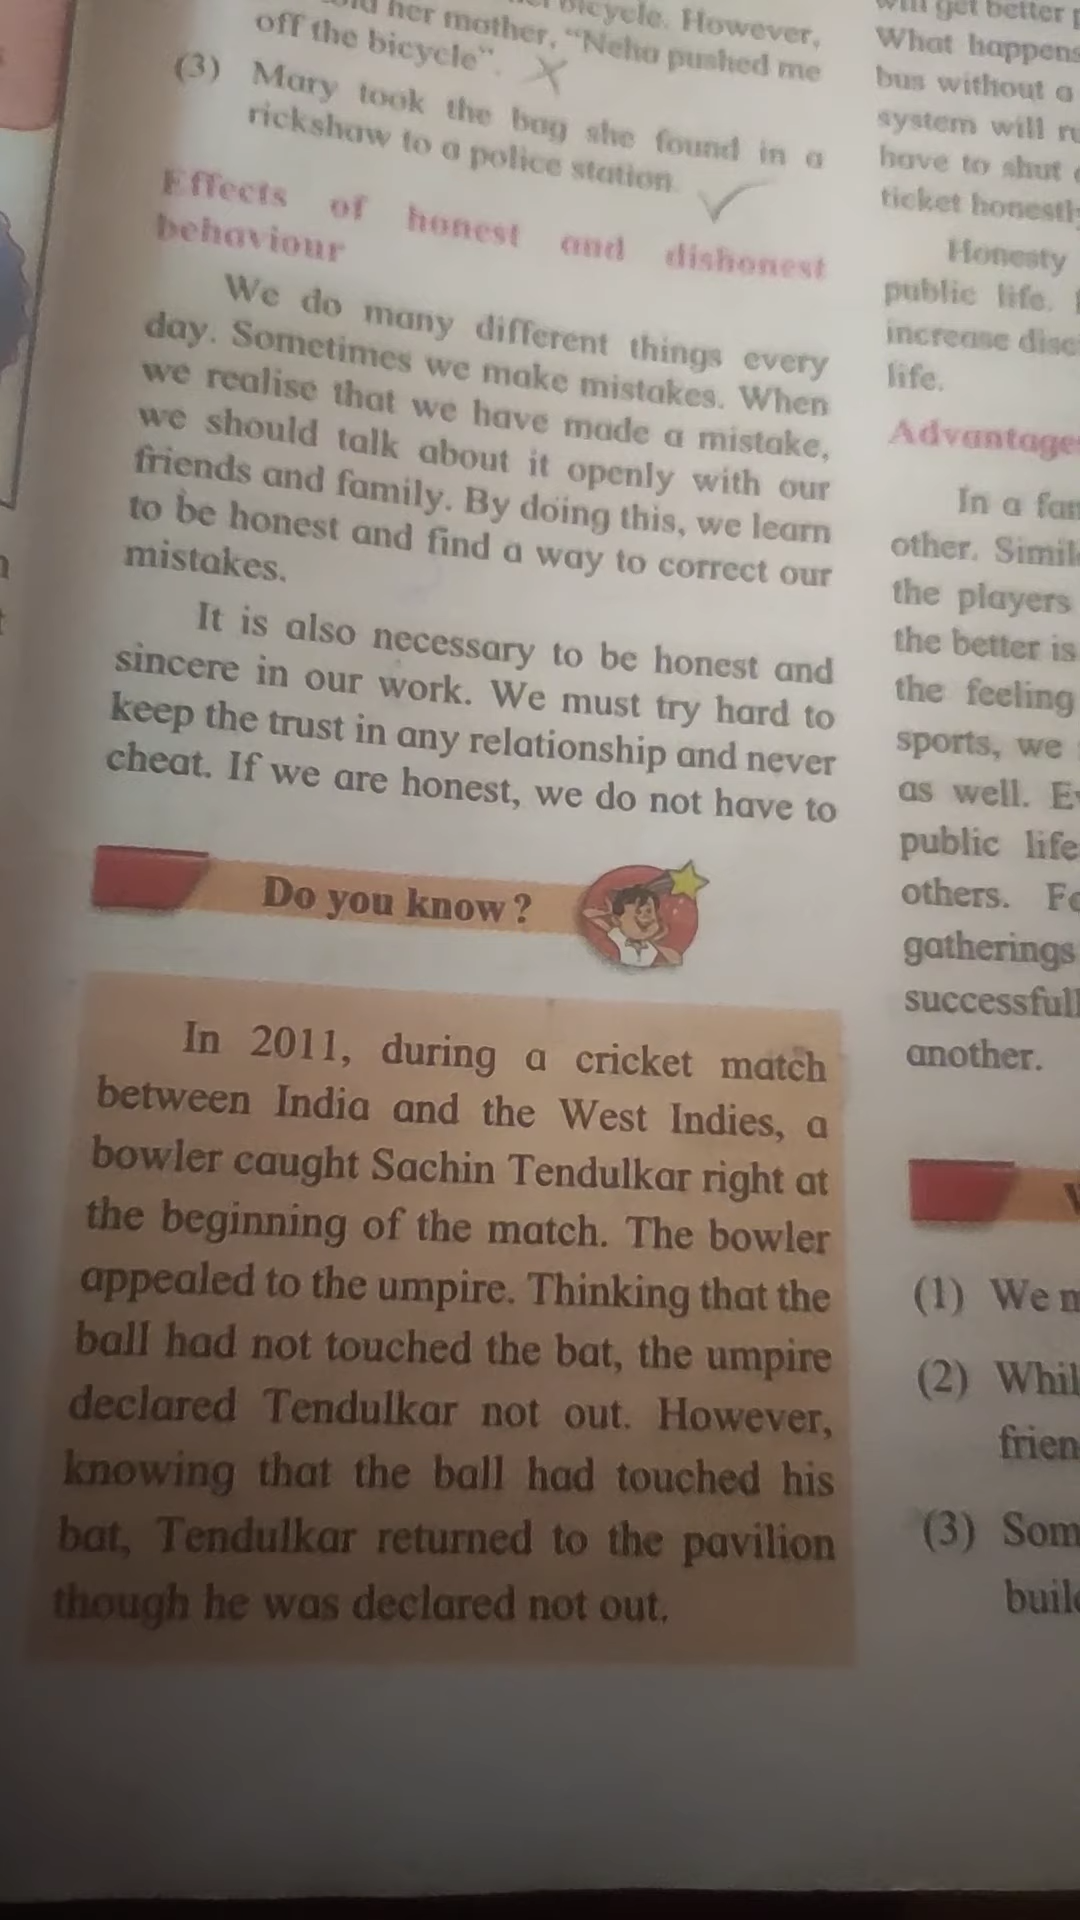 bicycle. However,
her mother, "Neha pushed me
off the bicycle".
(3) Mary took the bag she found in a
rickshaw to a police station.
Effects of honest and dishonest
behaviour
We do many different things every
day. Sometimes we make mistakes. When
we realise that we have made a mistake,
we should talk about it openly with our
friends and family. By doing this, we learn
to be honest and find a way to correct our
mistakes.
It is also necessary to be honest and
sincere in our work. We must try hard to
keep the trust in any relationship and never
cheat. If we are honest, we do not have to
Do you know?
In 2011, during a cricket match
between India and the West Indies, a
bowler caught Sachin Tendulkar right at
the beginning of the match. The bowler
appealed to the umpire. Thinking that the
ball had not touched the bat, the umpire
declared Tendulkar not out. However,
knowing that the ball had touched his
bat, Tendulkar returned to the pavilion
though he was declared not out.
will get better
What happens
bus without a
system will
have to shut
ticket
Honesty
public life.
increase
life.
In a
other.
the players
the better is
the feeling
sports, we
as well.
public life
others.
gatherings
another.
(1) We
(2)
(3)